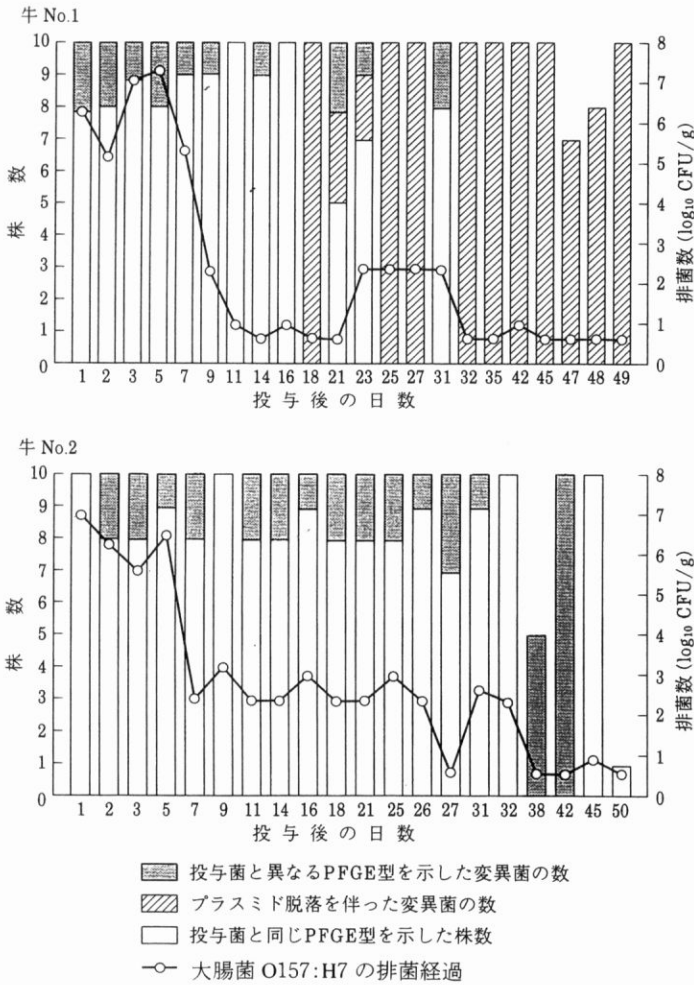 牛 No.1
10
9
8
7
6
5
4
3
2
1
0
株 数
8
7
6
5
4
3
2
1
0
排菌数 (log₁₀ CFU/g)
1 2 3 5 7 9 11 14 16 18 21 23 25 27 31 32 35 42 45 47 48 49
投与後の日数
牛 No.2
10
9
8
7
6
5
4
3
2
1
0
株 数
8
7
6
5
4
3
2
1
0
排菌数 (log₁₀ CFU/g)
1 2 3 5 7 9 11 14 16 18 21 25 26 27 31 32 38 42 45 50
投与後の日数
投与菌と異なるPFGE型を示した変異菌の数
プラスミド脱落を伴った変異菌の数
投与菌と同じPFGE型を示した株数
大腸菌 O157:H7 の排菌経過